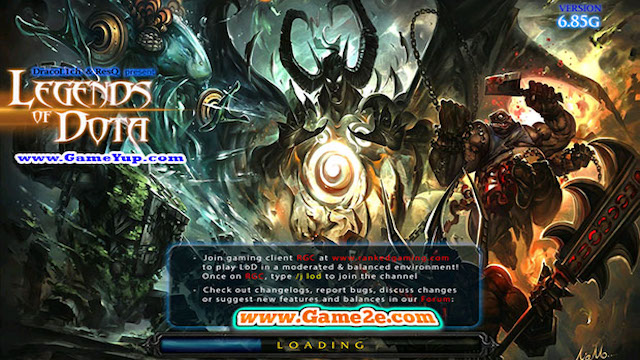 VERSION
6.85G
DracoL1ch & ResQ present
LEGENDS
OF DOTA
www.GameYup.com
- Join gaming client RGC at www.rankedgaming.com
to play LoD in a moderated & balanced environment!
Once on RGC, type /j lod to join the channel
- Check out changelogs, report bugs, discuss changes
or suggest new features and balances in our Forum:
www.Game2e.com
LOADING